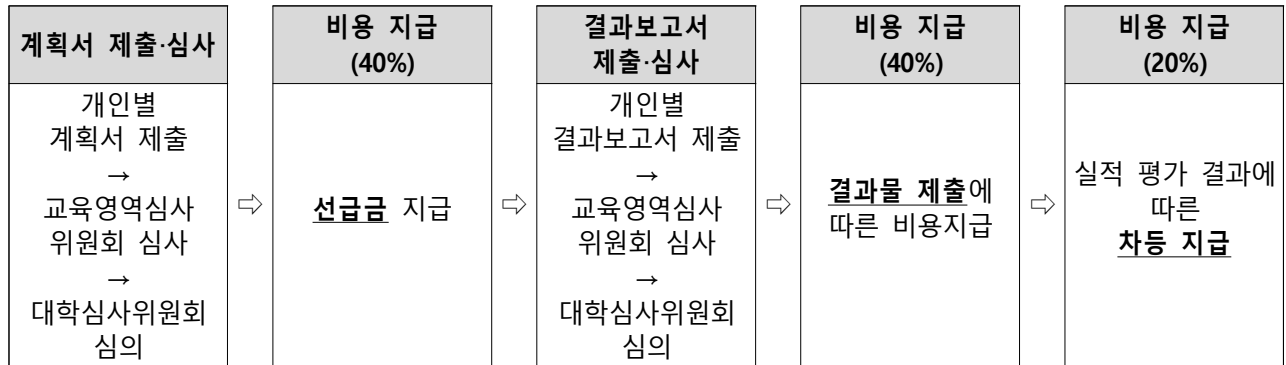 계획서 제출·심사
개인별
계획서 제출
→
교육영역심사
위원회 심사
→
대학심사위원회
심의
⇨
비용 지급
(40%)
선급금 지급
⇨
결과보고서
제출·심사
개인별
결과보고서 제출
→
교육영역심사
위원회 심사
→
대학심사위원회
심의
⇨
비용 지급
(40%)
결과물 제출에
따른 비용지급
⇨
비용 지급
(20%)
실적 평가 결과에
따른
차등 지급